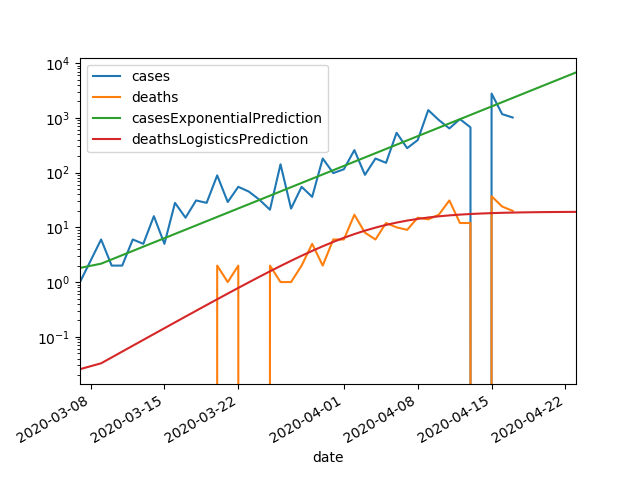 10⁴
10³
10²
10¹
10⁰
10⁻¹
cases
deaths
casesExponentialPrediction
deathsLogisticsPrediction
2020-03-08
2020-03-15
2020-03-22
2020-04-01
2020-04-08
2020-04-15
2020-04-22
date